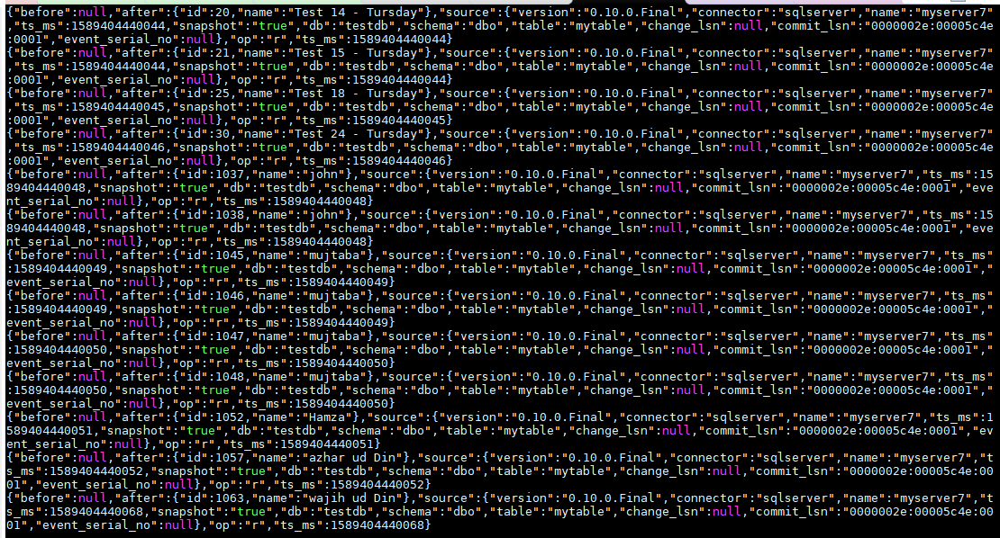 {"before":null,"after":{"id":20,"name":"Test 14 - Tursday"},"source":{"version":"0.10.0.Final","connector":"sqlserver","name":"myserver7"
,"ts_ms":1589404440044,"snapshot":"true","db":"testdb","schema":"dbo","table":"mytable","change_lsn":null,"commit_lsn":"0000002e:00005c4e
:0001","event_serial_no":null},"op":"r","ts_ms":1589404440044}
{"before":null,"after":{"id":21,"name":"Test 15 - Tursday"},"source":{"version":"0.10.0.Final","connector":"sqlserver","name":"myserver7"
,"ts_ms":1589404440044,"snapshot":"true","db":"testdb","schema":"dbo","table":"mytable","change_lsn":null,"commit_lsn":"0000002e:00005c4e
:0001","event_serial_no":null},"op":"r","ts_ms":1589404440044}
{"before":null,"after":{"id":25,"name":"Test 18 - Tursday"},"source":{"version":"0.10.0.Final","connector":"sqlserver","name":"myserver7"
,"ts_ms":1589404440045,"snapshot":"true","db":"testdb","schema":"dbo","table":"mytable","change_lsn":null,"commit_lsn":"0000002e:00005c4e
:0001","event_serial_no":null},"op":"r","ts_ms":1589404440045}
{"before":null,"after":{"id":30,"name":"Test 24 - Tursday"},"source":{"version":"0.10.0.Final","connector":"sqlserver","name":"myserver7"
,"ts_ms":1589404440046,"snapshot":"true","db":"testdb","schema":"dbo","table":"mytable","change_lsn":null,"commit_lsn":"0000002e:00005c4e
:0001","event_serial_no":null},"op":"r","ts_ms":1589404440046}
{"before":null,"after":{"id":1037,"name":"john"},"source":{"version":"0.10.0.Final","connector":"sqlserver","name":"myserver7","ts_ms":15
89404440048,"snapshot":"true","db":"testdb","schema":"dbo","table":"mytable","change_lsn":null,"commit_lsn":"0000002e:00005c4e:0001","eve
nt_serial_no":null},"op":"r","ts_ms":1589404440048}
{"before":null,"after":{"id":1038,"name":"john"},"source":{"version":"0.10.0.Final","connector":"sqlserver","name":"myserver7","ts_ms":15
89404440048,"snapshot":"true","db":"testdb","schema":"dbo","table":"mytable","change_lsn":null,"commit_lsn":"0000002e:00005c4e:0001","eve
nt_serial_no":null},"op":"r","ts_ms":1589404440048}
{"before":null,"after":{"id":1045,"name":"mujtaba"},"source":{"version":"0.10.0.Final","connector":"sqlserver","name":"myserver7","ts_ms"
:1589404440049,"snapshot":"true","db":"testdb","schema":"dbo","table":"mytable","change_lsn":null,"commit_lsn":"0000002e:00005c4e:0001","
event_serial_no":null},"op":"r","ts_ms":1589404440049}
{"before":null,"after":{"id":1046,"name":"mujtaba"},"source":{"version":"0.10.0.Final","connector":"sqlserver","name":"myserver7","ts_ms"
:1589404440049,"snapshot":"true","db":"testdb","schema":"dbo","table":"mytable","change_lsn":null,"commit_lsn":"0000002e:00005c4e:0001","
event_serial_no":null},"op":"r","ts_ms":1589404440049}
{"before":null,"after":{"id":1047,"name":"mujtaba"},"source":{"version":"0.10.0.Final","connector":"sqlserver","name":"myserver7","ts_ms"
:1589404440050,"snapshot":"true","db":"testdb","schema":"dbo","table":"mytable","change_lsn":null,"commit_lsn":"0000002e:00005c4e:0001","
event_serial_no":null},"op":"r","ts_ms":1589404440050}
{"before":null,"after":{"id":1048,"name":"mujtaba"},"source":{"version":"0.10.0.Final","connector":"sqlserver","name":"myserver7","ts_ms"
:1589404440050,"snapshot":"true","db":"testdb","schema":"dbo","table":"mytable","change_lsn":null,"commit_lsn":"0000002e:00005c4e:0001","
event_serial_no":null},"op":"r","ts_ms":1589404440050}
{"before":null,"after":{"id":1052,"name":"Hamza"},"source":{"version":"0.10.0.Final","connector":"sqlserver","name":"myserver7","ts_ms":1
589404440051,"snapshot":"true","db":"testdb","schema":"dbo","table":"mytable","change_lsn":null,"commit_lsn":"0000002e:00005c4e:0001","ev
ent_serial_no":null},"op":"r","ts_ms":1589404440051}
{"before":null,"after":{"id":1057,"name":"azhar ud Din"},"source":{"version":"0.10.0.Final","connector":"sqlserver","name":"myserver7","t
s_ms":1589404440052,"snapshot":"true","db":"testdb","schema":"dbo","table":"mytable","change_lsn":null,"commit_lsn":"0000002e:00005c4e:00
01","event_serial_no":null},"op":"r","ts_ms":1589404440052}
{"before":null,"after":{"id":1063,"name":"wajih ud Din"},"source":{"version":"0.10.0.Final","connector":"sqlserver","name":"myserver7","t
s_ms":1589404440068,"snapshot":"true","db":"testdb","schema":"dbo","table":"mytable","change_lsn":null,"commit_lsn":"0000002e:00005c4e:00
01","event_serial_no":null},"op":"r","ts_ms":1589404440068}